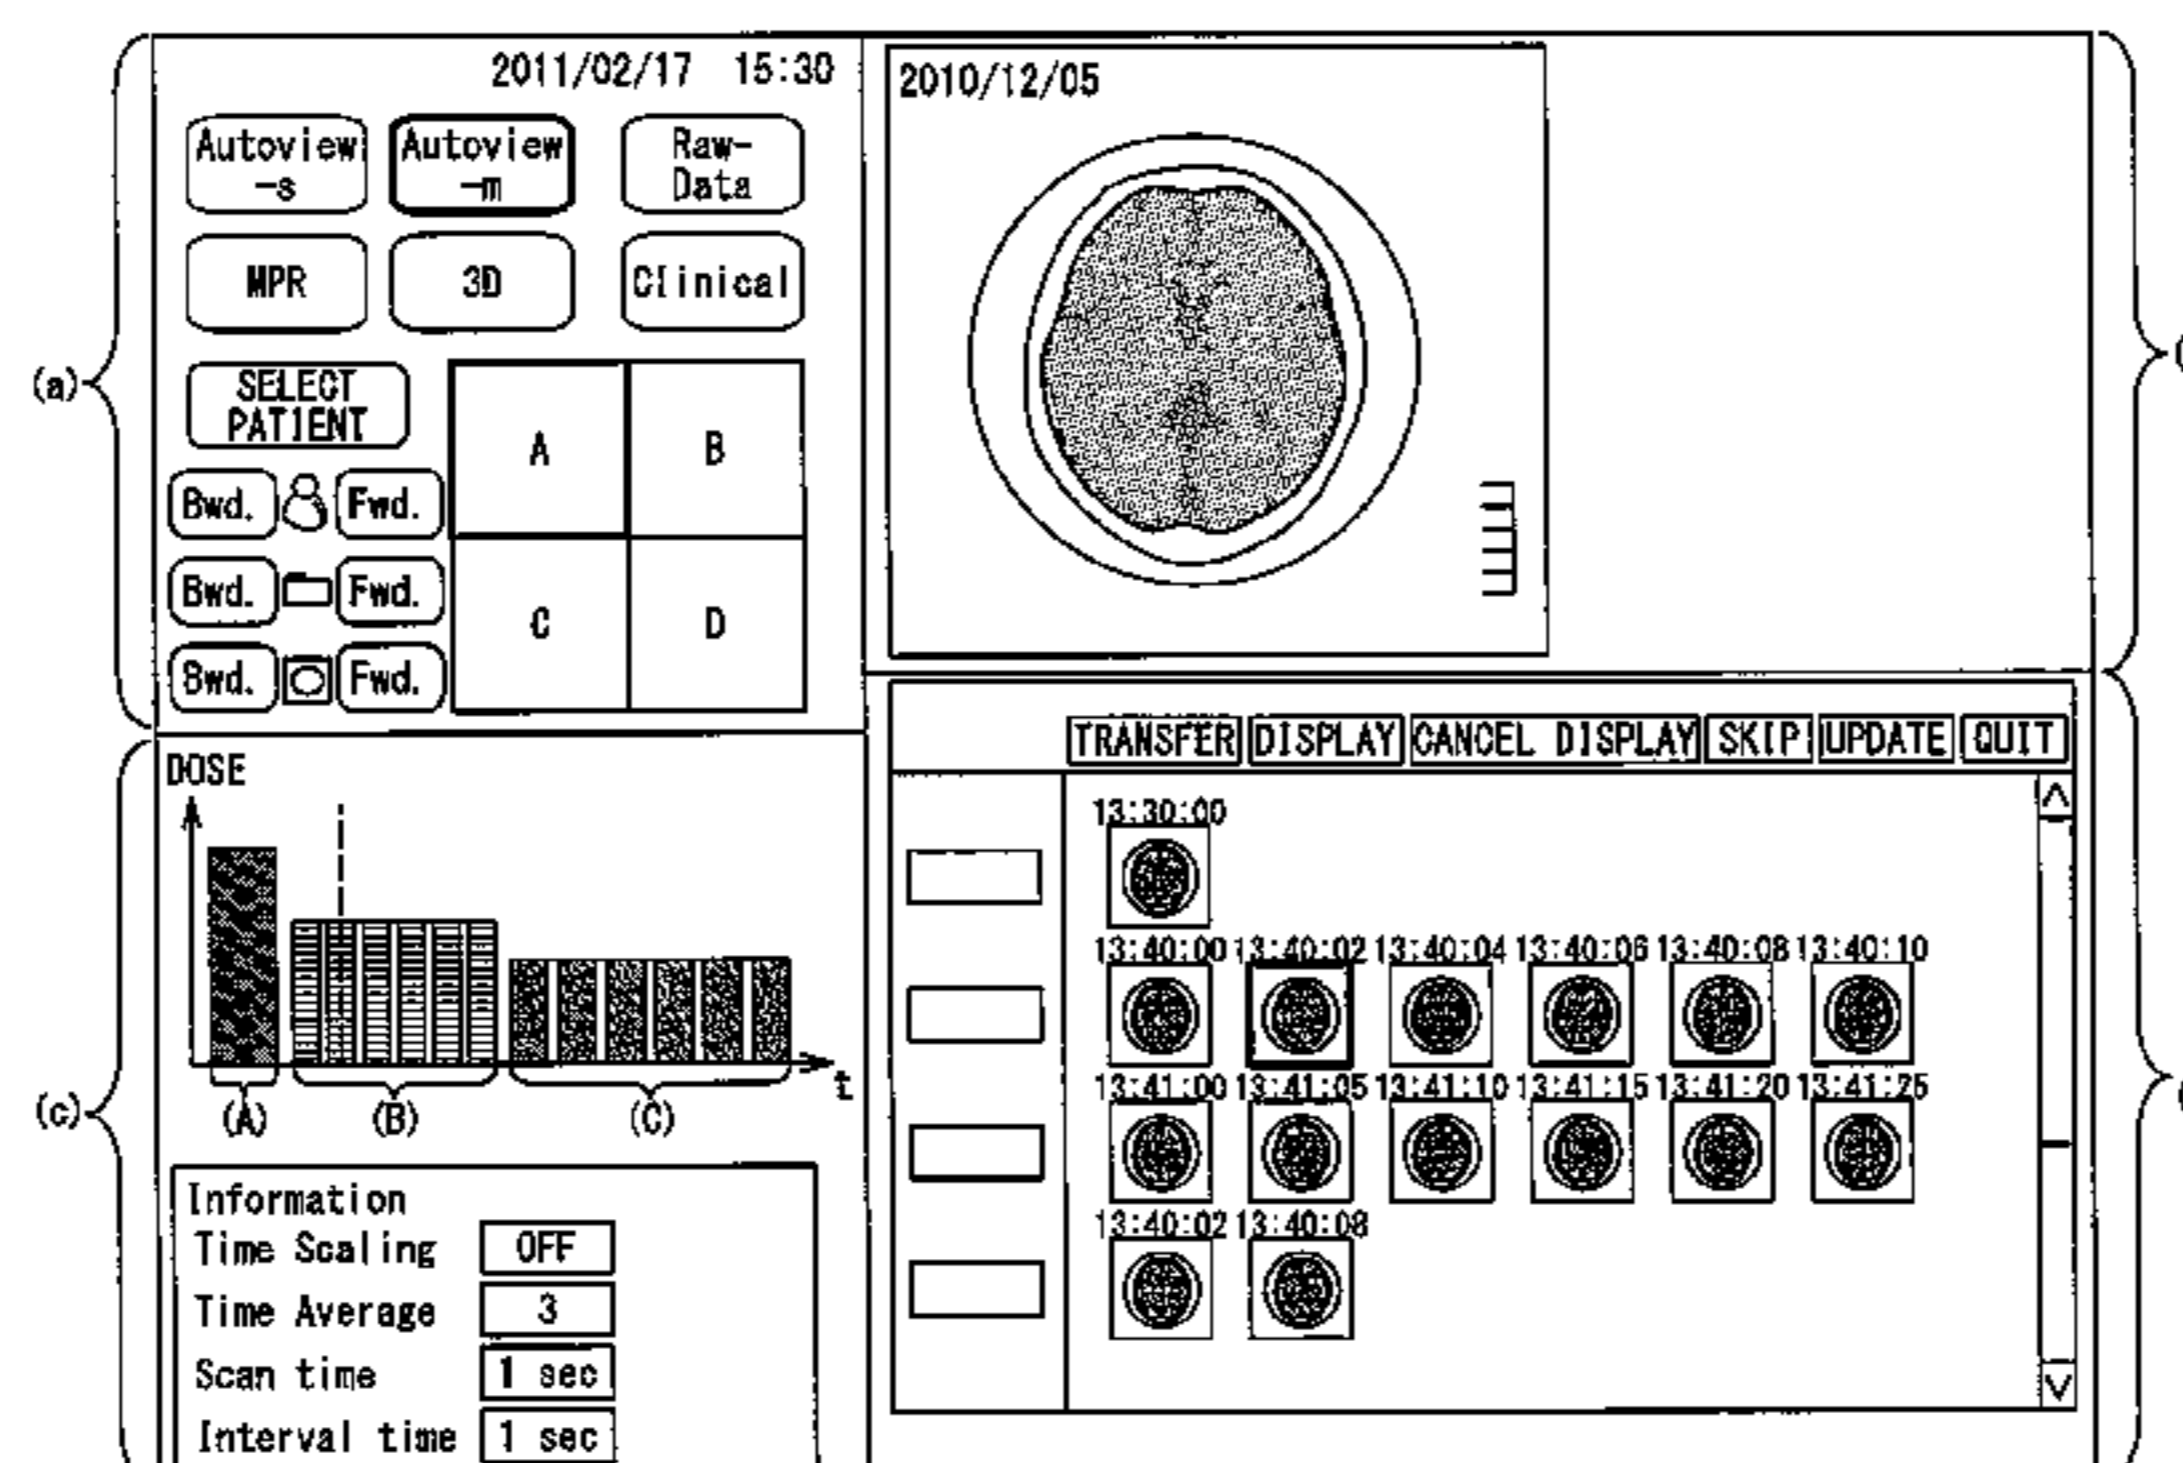 2011/02/17 15:30
Autoview
-s
Autoview
-m
Raw-
Data
MPR
3D
Clinical
(a)
SELECT
PATIENT
A
B
Bwd.
Fwd.
Bwd.
Fwd.
C
D
Bwd.
Fwd.
2010/12/05
DOSE
(c)
(A)
(B)
(C)
t
Information
Time Scaling OFF
Time Average 3
Scan time 1 sec
Interval time 1 sec
TRANSFER DISPLAY CANCEL DISPLAY SKIP UPDATE QUIT
13:30:00
13:40:00 13:40:02 13:40:04 13:40:06 13:40:08 13:40:10
13:41:00 13:41:05 13:41:10 13:41:15 13:41:20 13:41:25
13:40:02 13:40:08